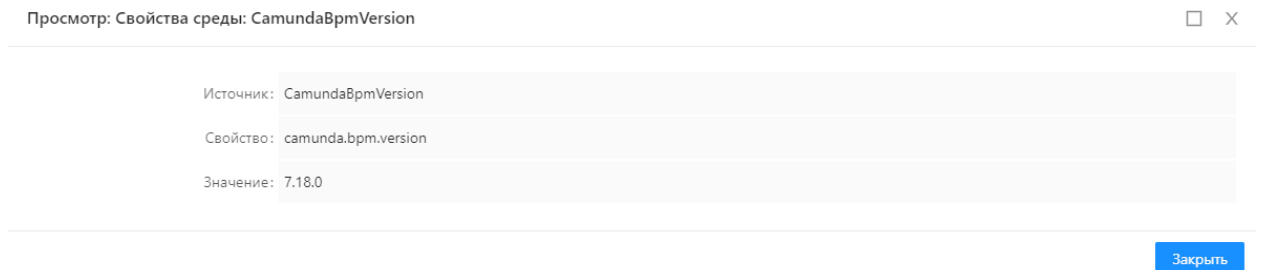 Просмотр: Свойства среды: CamundaBpmVersion
Источник: CamundaBpmVersion
Свойство: camunda.bpm.version
Значение: 7.18.0
Закрыть